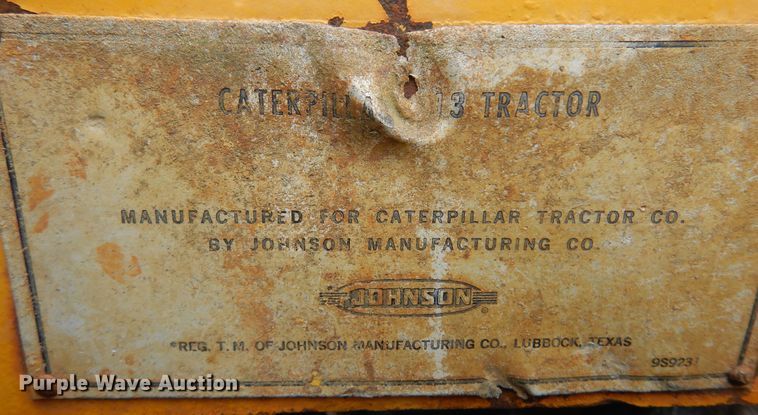 CATERPILLA 13 TRACTOR
MANUFACTURED FOR CATERPILLAR TRACTOR CO.
BY JOHNSON MANUFACTURING CO.
JOHNSON ®
®REG. T. M. OF JOHNSON MANUFACTURING CO., LUBBOCK, TEXAS
9S923
Purple Wave Auction